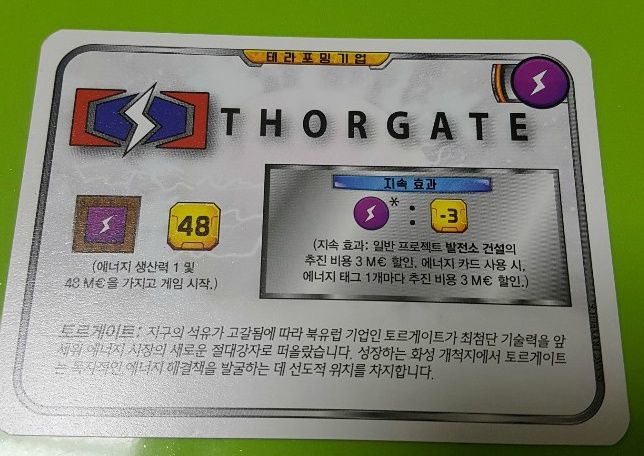 테라포밍 기업
THORGATE
지속 효과
48
* : -3
(에너지 생산력 1 및
48 M€을 가지고 게임 시작.)
(지속 효과: 일반 프로젝트 발전소 건설의
추진 비용 3 M€ 할인. 에너지 카드 사용 시,
에너지 태그 1개마다 추진 비용 3 M€ 할인.)
토르게이트: 지구의 석유가 고갈됨에 따라 북유럽 기업인 토르게이트가 최첨단 기술력을 앞
세워 에너지 시장의 새로운 절대강자로 떠올랐습니다. 성장하는 화성 개척지에서 토르게이트
는 독자적인 에너지 해결책을 발굴하는 데 선도적 위치를 차지합니다.